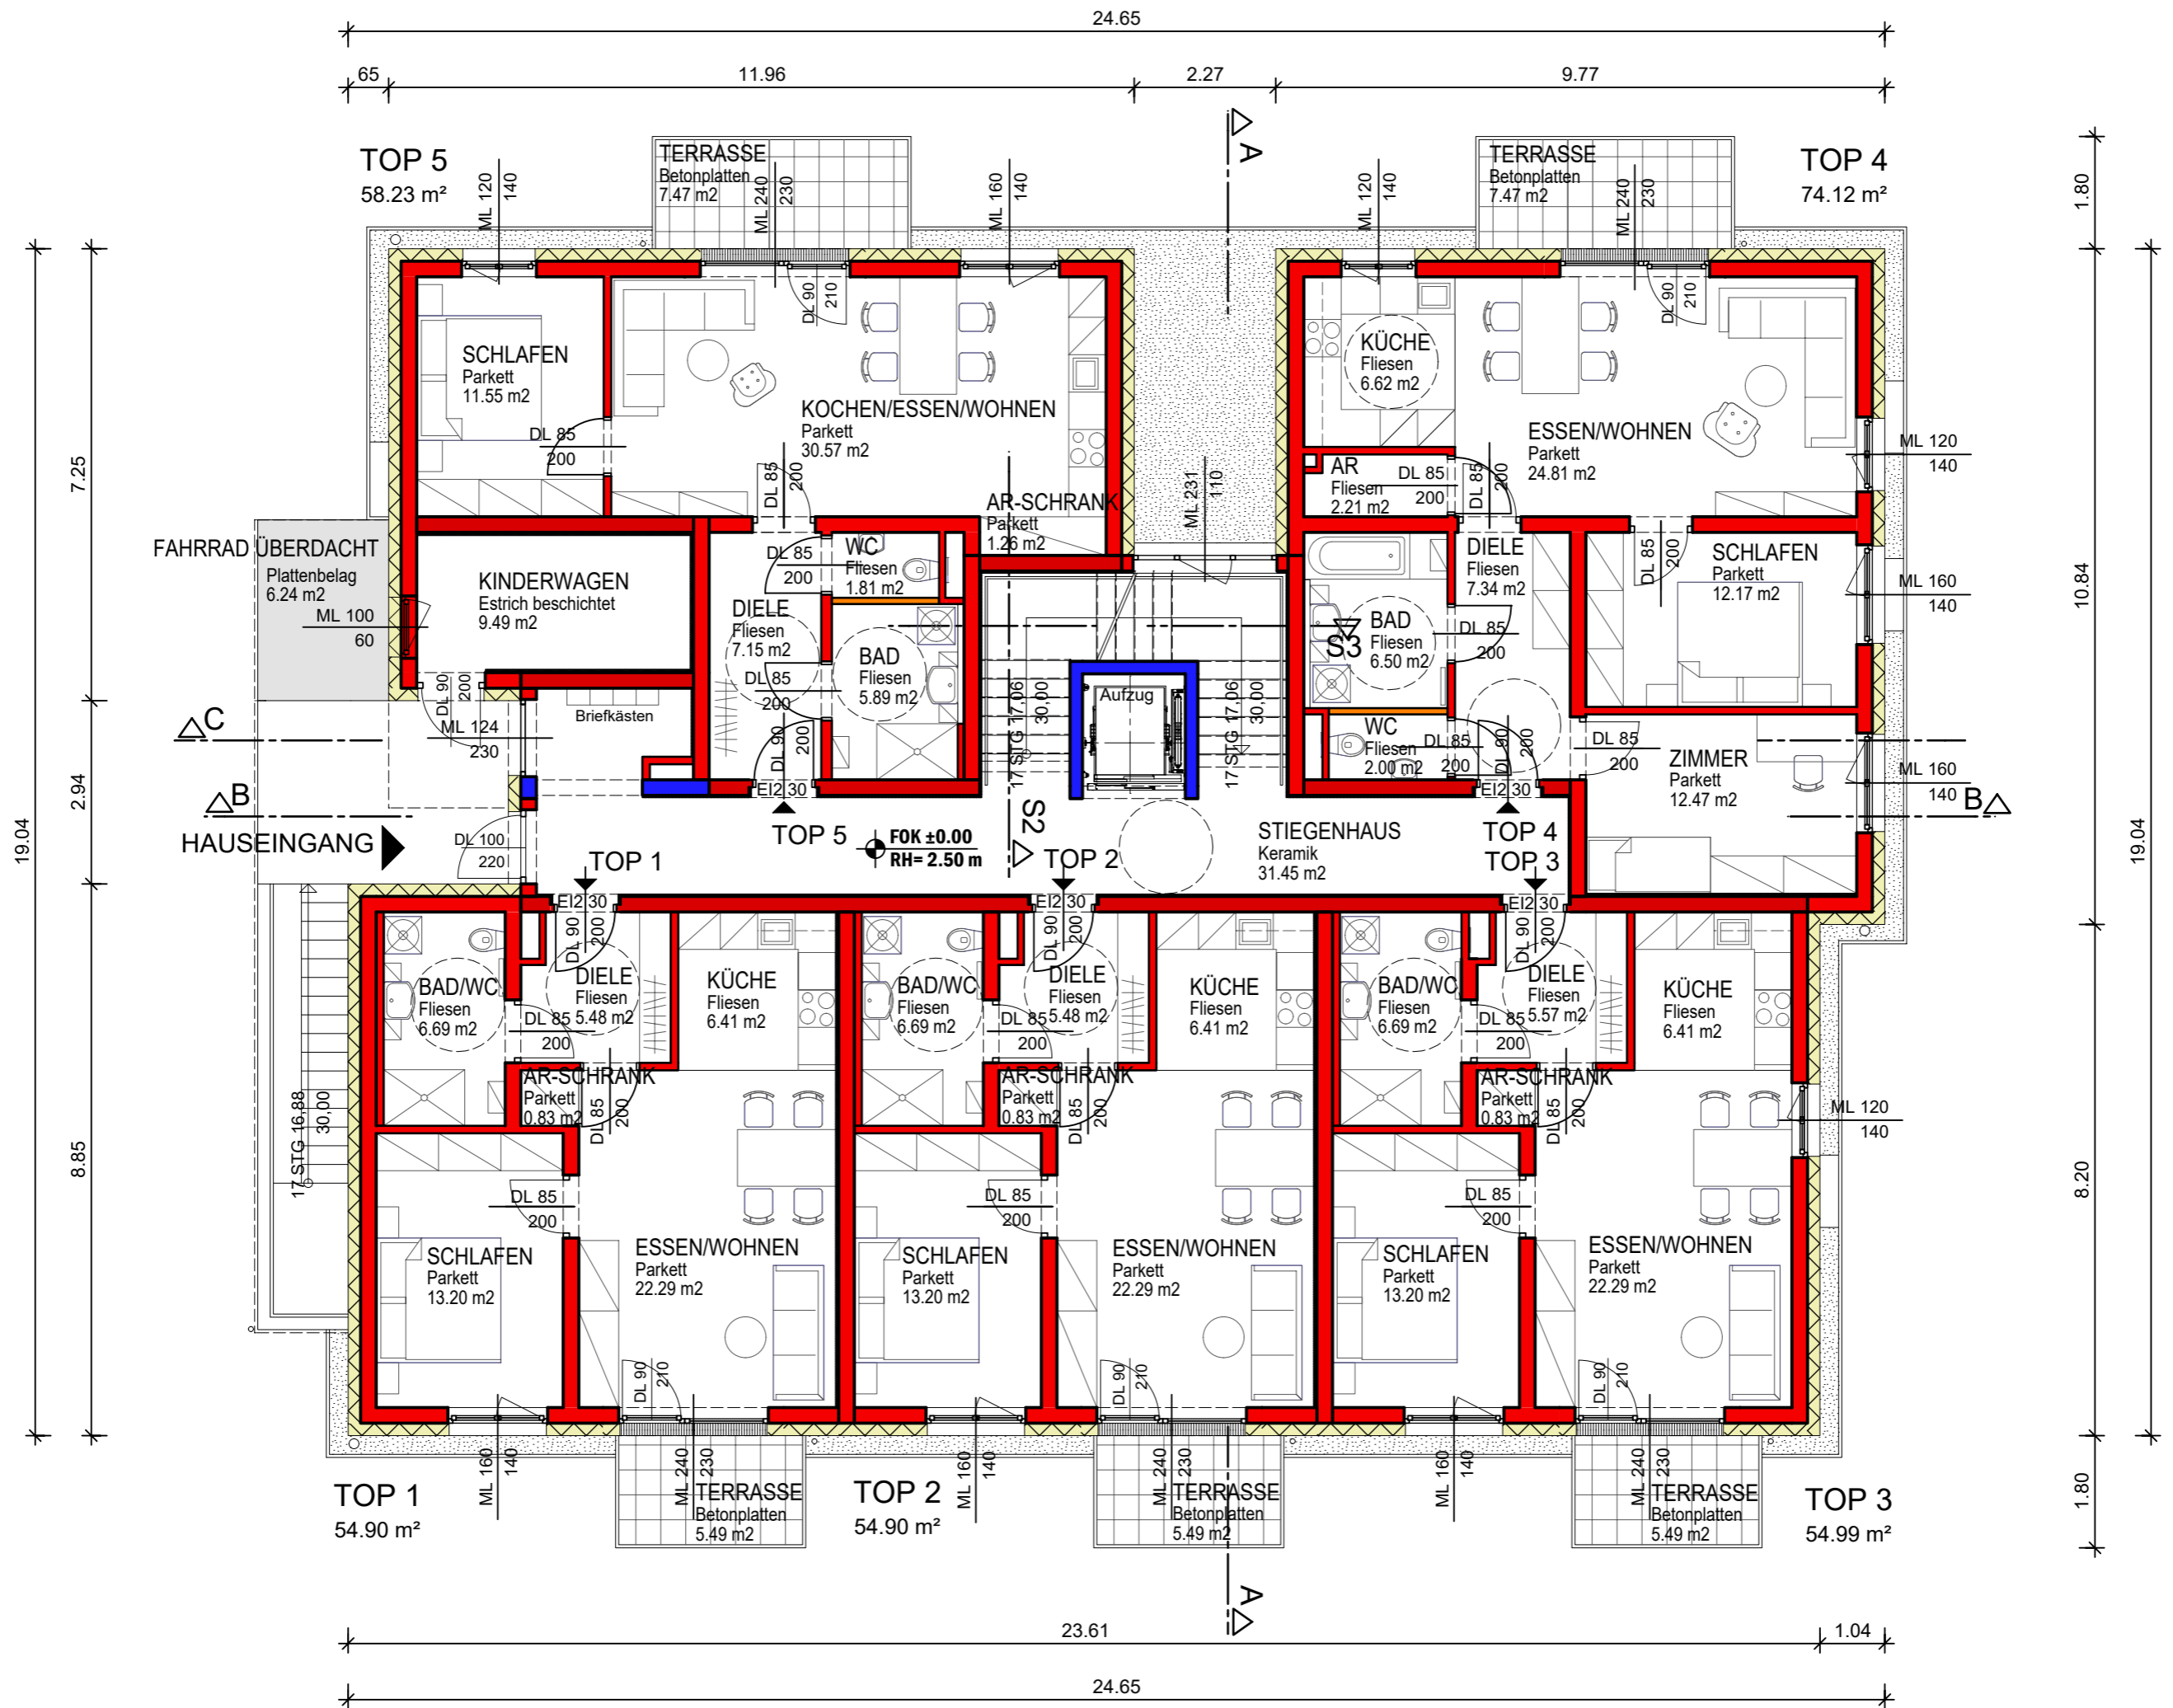 24.65
65
11.96
2.27
9.77
TOP 5
58.23 m²
TERRASSE
Betonplatten
7.47 m2
ML 120
140
ML 240
230
ML 160
140
A
TERRASSE
Betonplatten
7.47 m2
ML 120
140
ML 240
230
TOP 4
74.12 m²
1.80
7.25
2.94
19.04
8.85
10.84
8.20
19.04
1.80
SCHLAFEN
Parkett
11.55 m2
DL 85
200
DL 90
210
KOCHEN/ESSEN/WOHNEN
Parkett
30.57 m2
DL 85
200
AR-SCHRANK
Parkett
1.26 m2
ML 231
110
KÜCHE
Fliesen
6.62 m2
DL 90
210
ESSEN/WOHNEN
Parkett
24.81 m2
ML 120
140
AR
Fliesen
2.21 m2
DL 85
200
DL 85
200
FAHRRAD ÜBERDACHT
Plattenbelag
6.24 m2
ML 100
60
KINDERWAGEN
Estrich beschichtet
9.49 m2
DL 85
200
WC
Fliesen
1.81 m2
DIELE
Fliesen
7.15 m2
BAD
Fliesen
5.89 m2
DL 85
200
DL 90
200
EI2 30
DIELE
Fliesen
7.34 m2
BAD
Fliesen
6.50 m2
S3
DL 85
200
DL 85
200
SCHLAFEN
Parkett
12.17 m2
ML 160
140
WC
Fliesen
2.00 m2
DL 85
200
DL 90
200
EI2 30
DL 85
200
ZIMMER
Parkett
12.47 m2
ML 160
140
B
C
B
HAUSEINGANG
DL 90
200
ML 124
230
Briefkästen
DL 100
220
17 STG 17,06
30,00
Aufzug
17 STG 17,06
30,00
TOP 5
FOK ±0.00
RH= 2.50 m
S2
STIEGENHAUS
Keramik
31.45 m2
TOP 4
TOP 3
TOP 1
TOP 2
EI2 30
EI2 30
EI2 30
17 STG 16,88
30,00
BAD/WC
Fliesen
6.69 m2
DL 90
200
DIELE
Fliesen
5.48 m2
DL 85
200
KÜCHE
Fliesen
6.41 m2
AR-SCHRANK
Parkett
0.83 m2
DL 85
200
DL 85
200
SCHLAFEN
Parkett
13.20 m2
ESSEN/WOHNEN
Parkett
22.29 m2
DL 90
210
BAD/WC
Fliesen
6.69 m2
DL 90
200
DIELE
Fliesen
5.48 m2
DL 85
200
KÜCHE
Fliesen
6.41 m2
AR-SCHRANK
Parkett
0.83 m2
DL 85
200
DL 85
200
SCHLAFEN
Parkett
13.20 m2
ESSEN/WOHNEN
Parkett
22.29 m2
DL 90
210
BAD/WC
Fliesen
6.69 m2
DL 90
200
DIELE
Fliesen
5.57 m2
DL 85
200
KÜCHE
Fliesen
6.41 m2
AR-SCHRANK
Parkett
0.83 m2
DL 85
200
ML 120
140
DL 85
200
SCHLAFEN
Parkett
13.20 m2
ESSEN/WOHNEN
Parkett
22.29 m2
DL 90
210
TOP 1
54.90 m²
ML 160
140
ML 240
230
TERRASSE
Betonplatten
5.49 m2
TOP 2
54.90 m²
ML 160
140
ML 240
230
TERRASSE
Betonplatten
5.49 m2
ML 160
140
ML 240
230
TERRASSE
Betonplatten
5.49 m2
TOP 3
54.99 m²
A
23.61
1.04
24.65